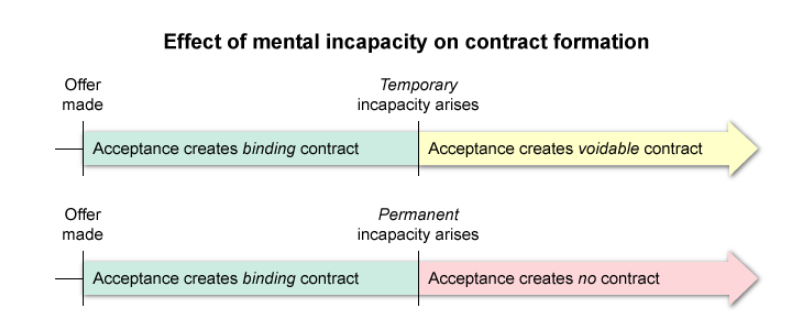 Effect of mental incapacity on contract formation
Offer
made
Temporary
incapacity arises
Acceptance creates binding contract
Acceptance creates voidable contract
Offer
made
Permanent
incapacity arises
Acceptance creates binding contract
Acceptance creates no contract